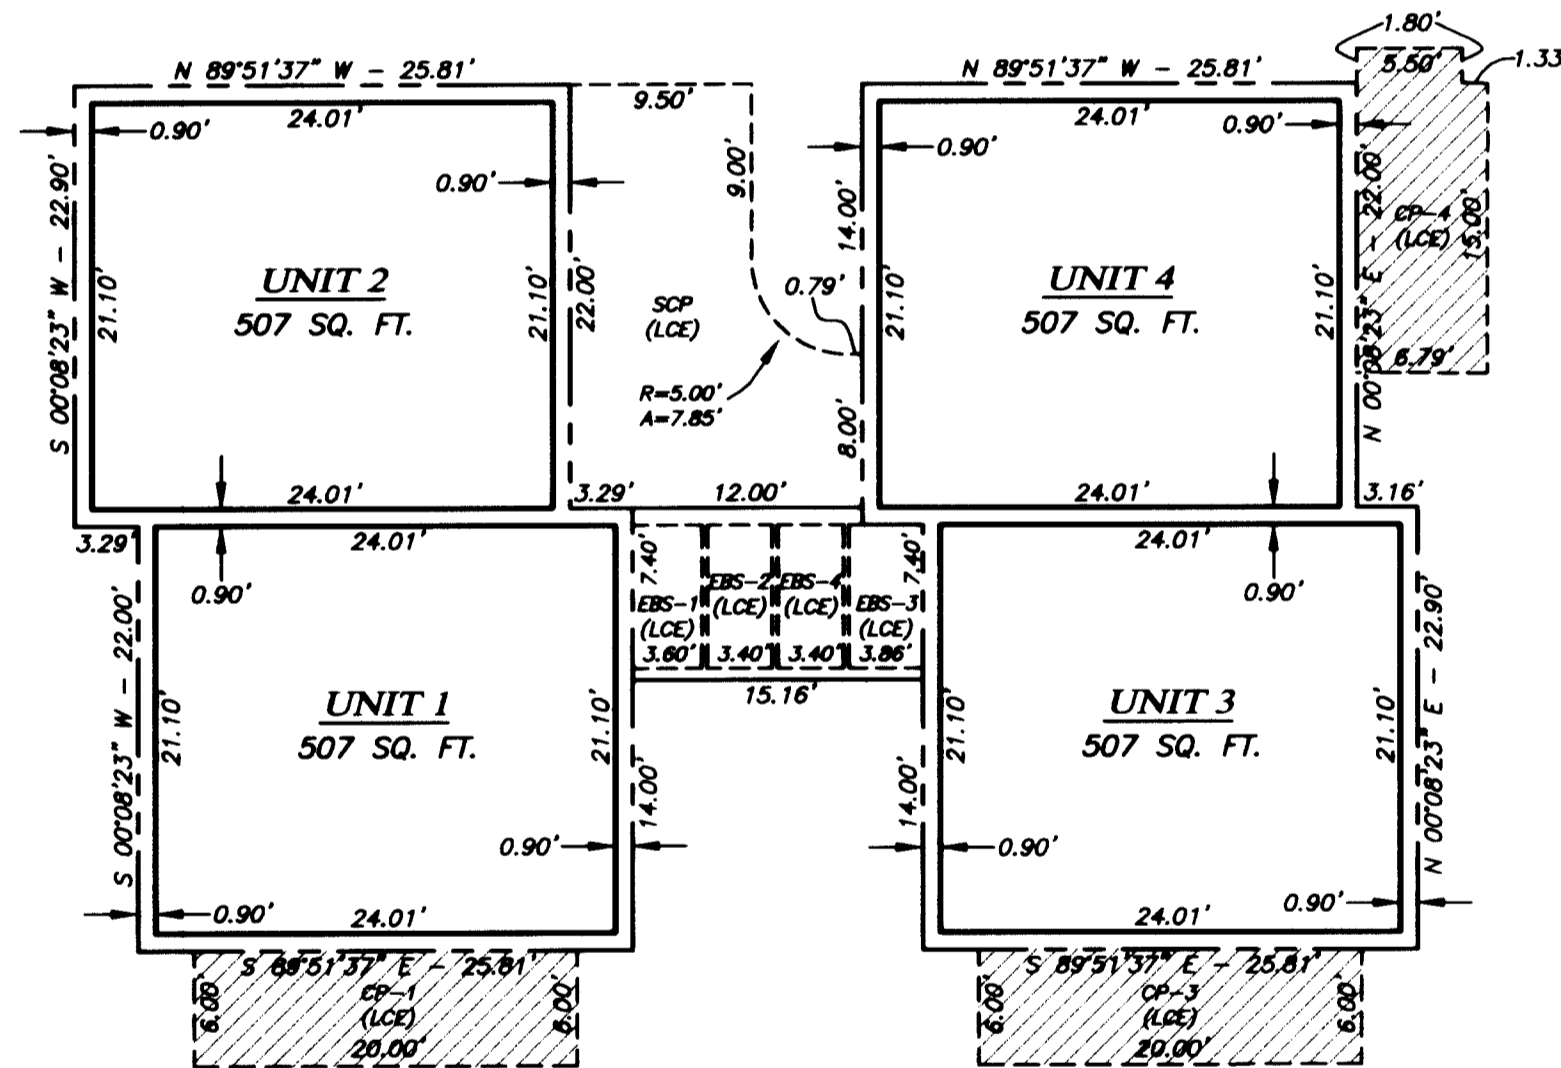 1.80'
5.50'
1.33
N 89°51'37" W - 25.81'
N 89°51'37" W - 25.81'
24.01'
0.90'
0.90'
9.50'
9.00'
14.00'
24.01'
0.90'
0.90'
S 00°08'23" W - 22.90'
21.10'
UNIT 2
507 SQ. FT.
21.10'
22.00'
SCP
(LCE)
0.79'
R=5.00'
A=7.85'
8.00'
21.10'
UNIT 4
507 SQ. FT.
21.10'
N 00°08'23" E - 22.00'
CP-4
(LCE)
15.00'
6.79'
24.01'
3.29'
12.00'
24.01'
3.16'
3.29'
24.01'
0.90'
7.40'
EBS-1
(LCE)
3.60'
EBS-2
(LCE)
3.40'
EBS-4
(LCE)
3.40'
EBS-3
(LCE)
3.86'
7.40'
15.16'
24.01'
0.90'
S 00°08'23" W - 22.00'
21.10'
UNIT 1
507 SQ. FT.
0.90'
14.00'
0.90'
24.01'
14.00'
21.10'
UNIT 3
507 SQ. FT.
21.10'
N 00°08'23" E - 22.90'
0.90'
0.90'
24.01'
S 89°51'37" E - 25.81'
6.00'
CP-1
(LCE)
6.00'
20.00'
S 89°51'37" E - 25.81'
6.00'
CP-3
(LCE)
6.00'
20.00'